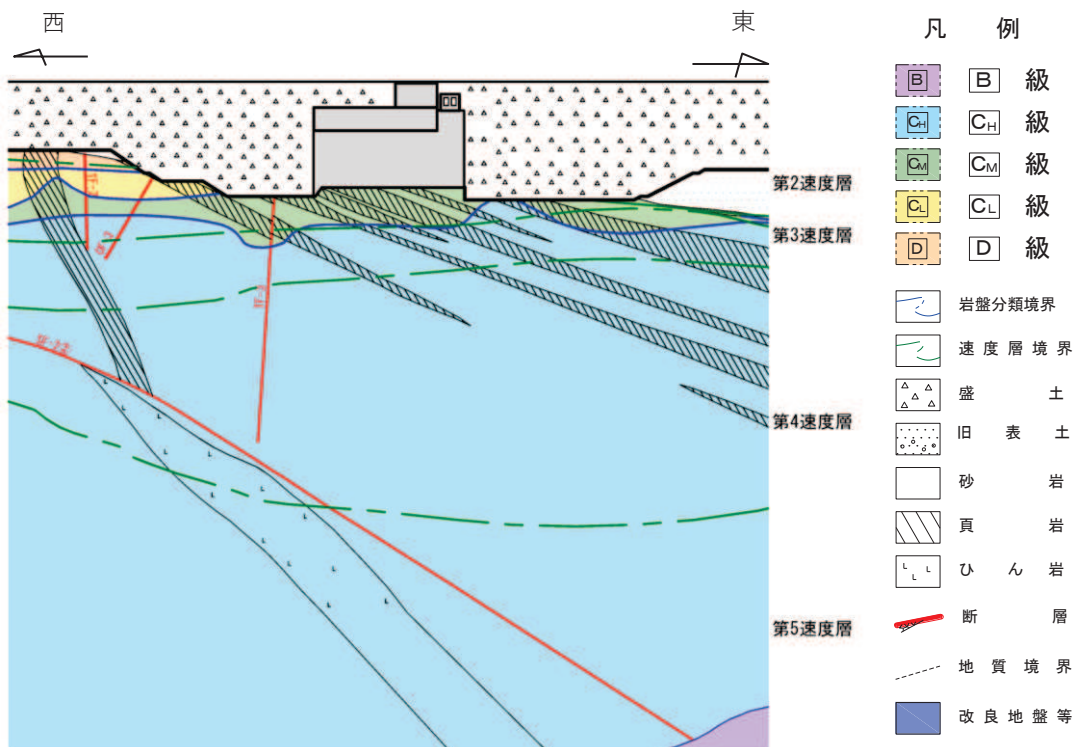 西
東
凡 例
B B 級
CH CH 級
CM CM 級
CL CL 級
D D 級
岩盤分類境界
速度層境界
盛土
旧表土
砂岩
頁岩
ひん岩
断層
地質境界
改良地盤等
第2速度層
第3速度層
第4速度層
第5速度層